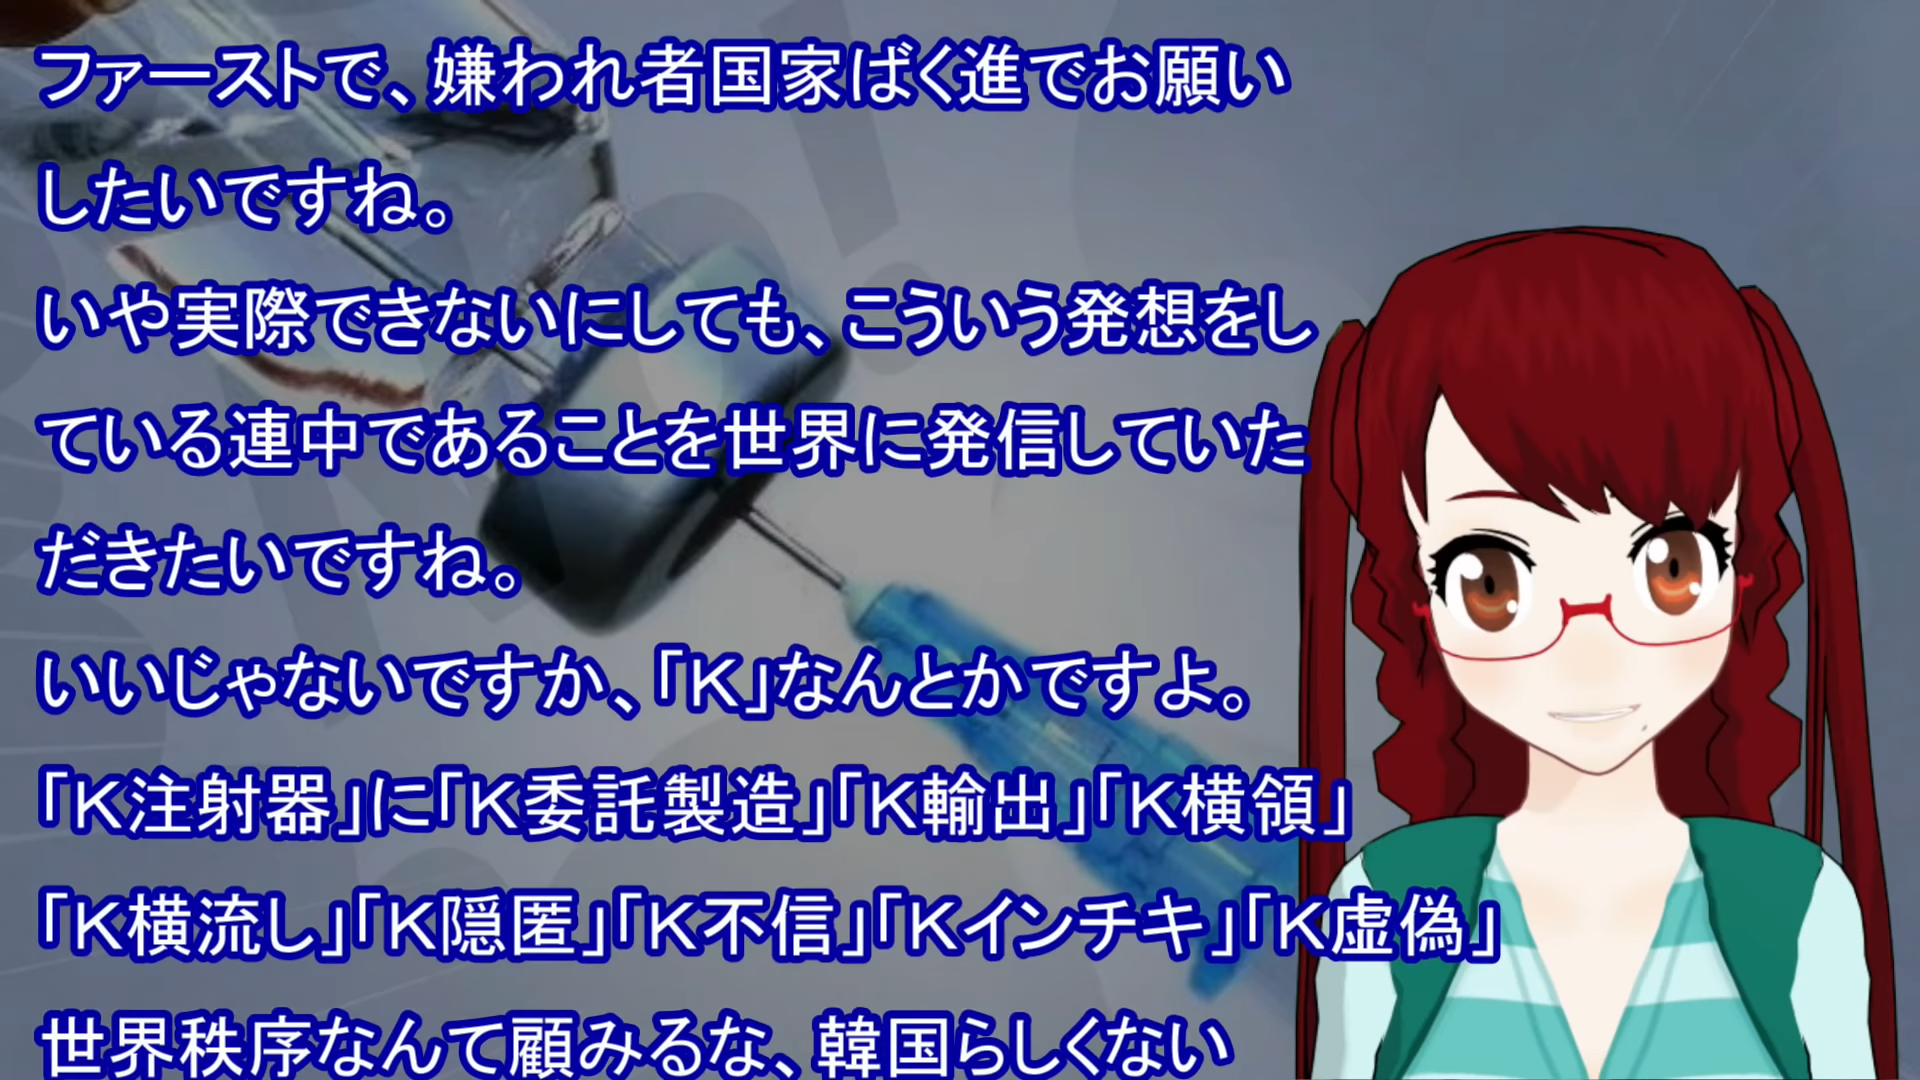 ファーストで、嫌われ者国家ばく進でお願い
したいですね。
いや実際できないにしても、こういう発想をし
ている連中であることを世界に発信していた
だきたいですね。
いいじゃないですか、「K」なんとかですよ。
「K注射器」に「K委託製造」「K輸出」「K横領」
「K横流し」「K隠匿」「K不信」「Kインチキ」「K虚偽」
世界秩序なんて顧みるな、韓国らしくない